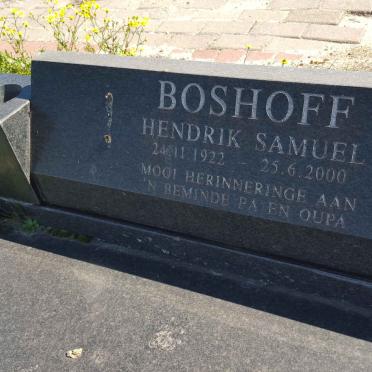 BOSHOFF
HENDRIK SAMUEL
24.11.1922 - 25.6.2000
MOOI HERINNERINGE AAN
'N BEMINDE PA EN OUPA